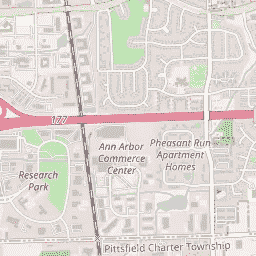 177
Ann Arbor
Commerce
Center
Pheasant Run
Apartment
Homes
Research
Park
Pittsfield Charter Township